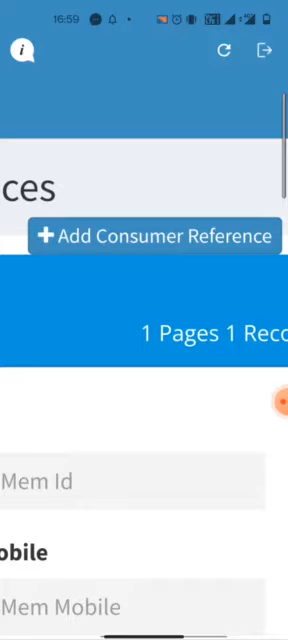 16:59
i
ces
+ Add Consumer Reference
1 Pages 1 Reco
Mem Id
obile
Mem Mobile